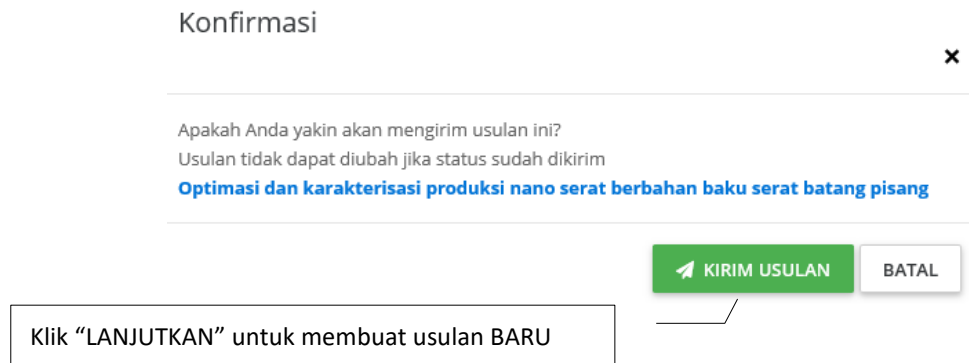 Konfirmasi
×
Apakah Anda yakin akan mengirim usulan ini?
Usulan tidak dapat diubah jika status sudah dikirim
Optimasi dan karakterisasi produksi nano serat berbahan baku serat batang pisang
KIRIM USULAN BATAL
Klik “LANJUTKAN” untuk membuat usulan BARU